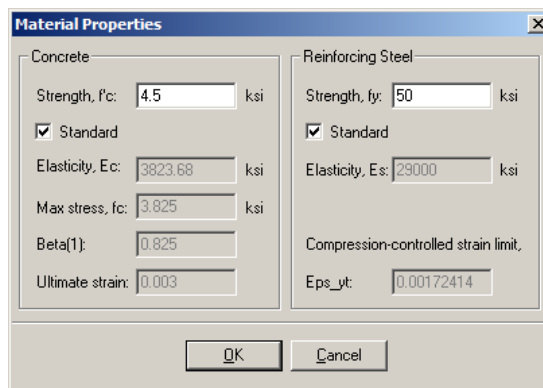 Material Properties
Concrete
Strength, f'c: 4.5 ksi
Standard
Elasticity, Ec: 3823.68 ksi
Max stress, fc: 3.825 ksi
Beta(1): 0.825
Ultimate strain: 0.003
Reinforcing Steel
Strength, fy: 50 ksi
Standard
Elasticity, Es: 29000 ksi
Compression-controlled strain limit,
Eps_yt: 0.00172414
OK
Cancel